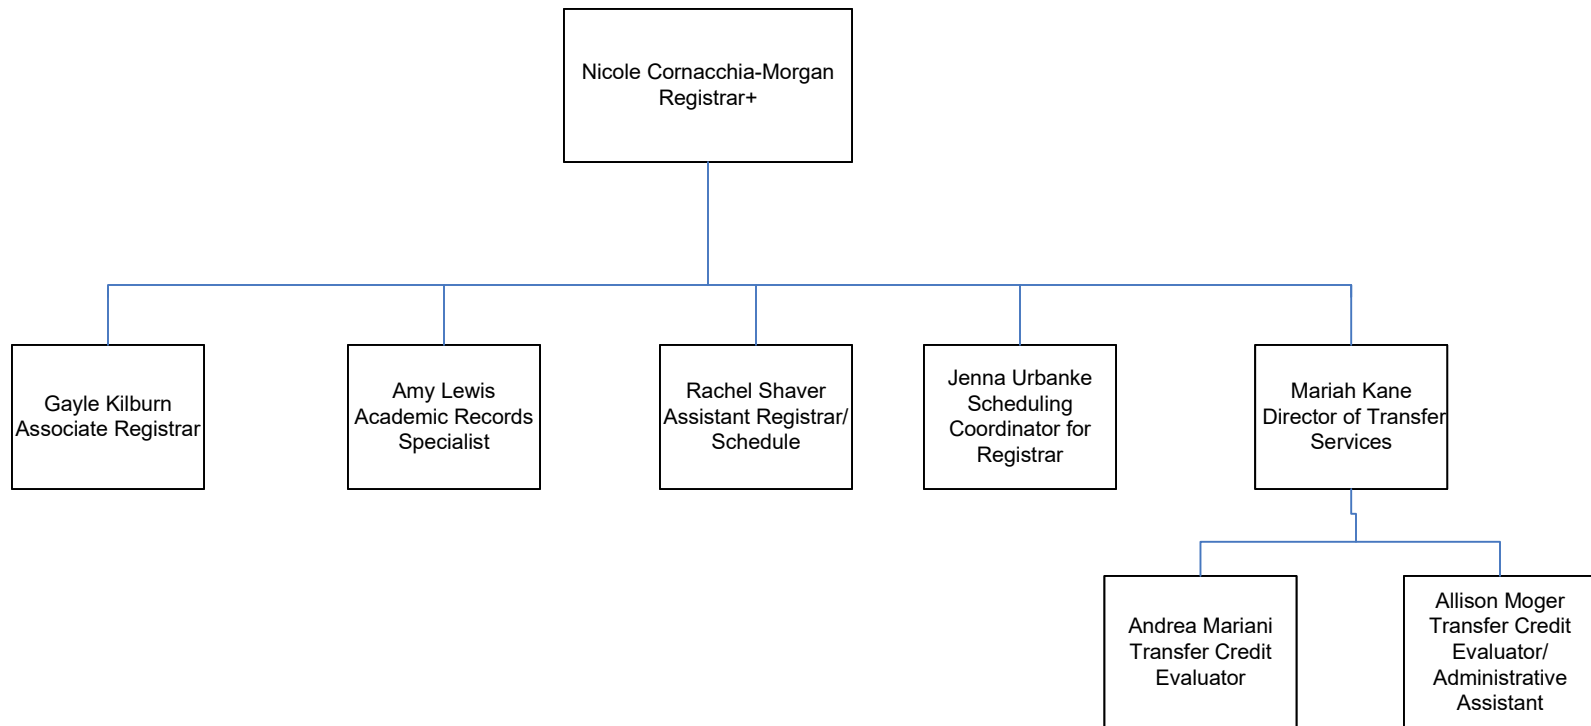 Nicole Cornacchia-Morgan
Registrar+
Gayle Kilburn
Associate Registrar
Amy Lewis
Academic Records
Specialist
Rachel Shaver
Assistant Registrar/
Schedule
Jenna Urbanke
Scheduling
Coordinator for
Registrar
Mariah Kane
Director of Transfer
Services
Andrea Mariani
Transfer Credit
Evaluator
Allison Moger
Transfer Credit
Evaluator/
Administrative
Assistant